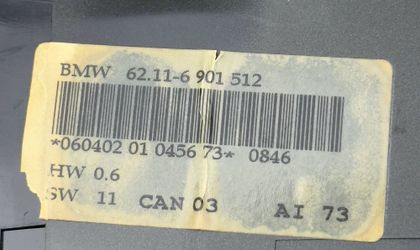 BMW 62.11-6 901 512
*060402 01 0456 73* 0846
HW 0.6
SW 11 CAN 03 AI 73